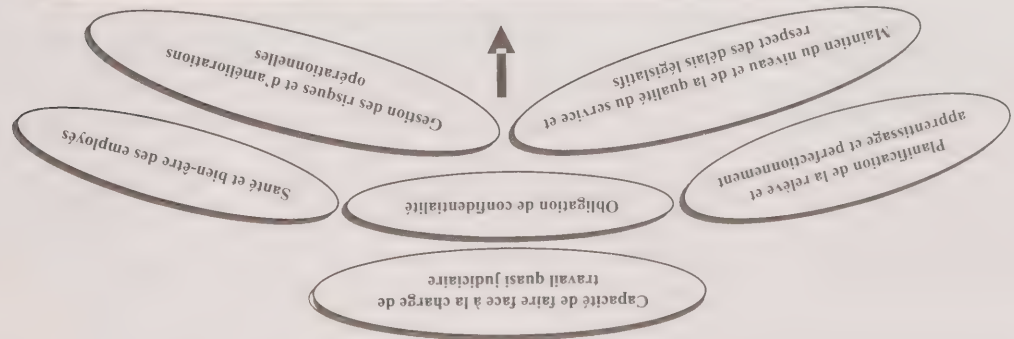 Capacité de faire face à la charge de
travail quasi judiciaire
Obligation de confidentialité
Planification de la relève et
apprentissage et perfectionnement
Santé et bien-être des employés
Maintien du niveau et de la qualité du service et
respect des délais législatifs
Gestion des risques et d'améliorations
opérationnelles